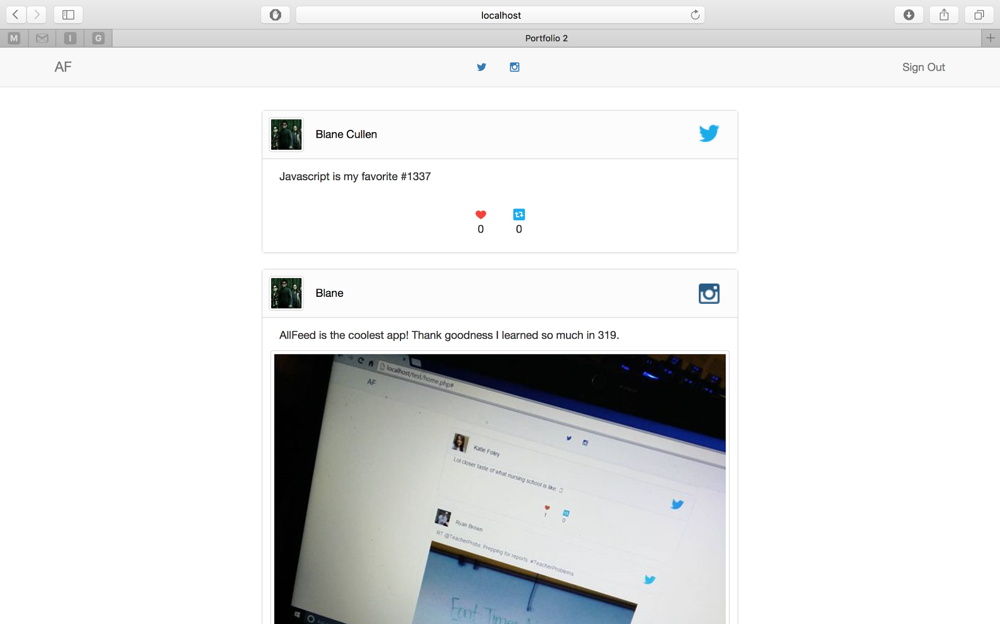 localhost
M
I
G
Portfolio 2
AF
Sign Out
Blane Cullen
Javascript is my favorite #1337
0 0
Blane
AllFeed is the coolest app! Thank goodness I learned so much in 319.
localhost/test/home.php#
AF
Katie Foley
Lol closer taste of what nursing school is like.
1 0
Ryan Brown
RT @TeacherProbs: Prepping for reports. #TeacherProblems
Font: Times